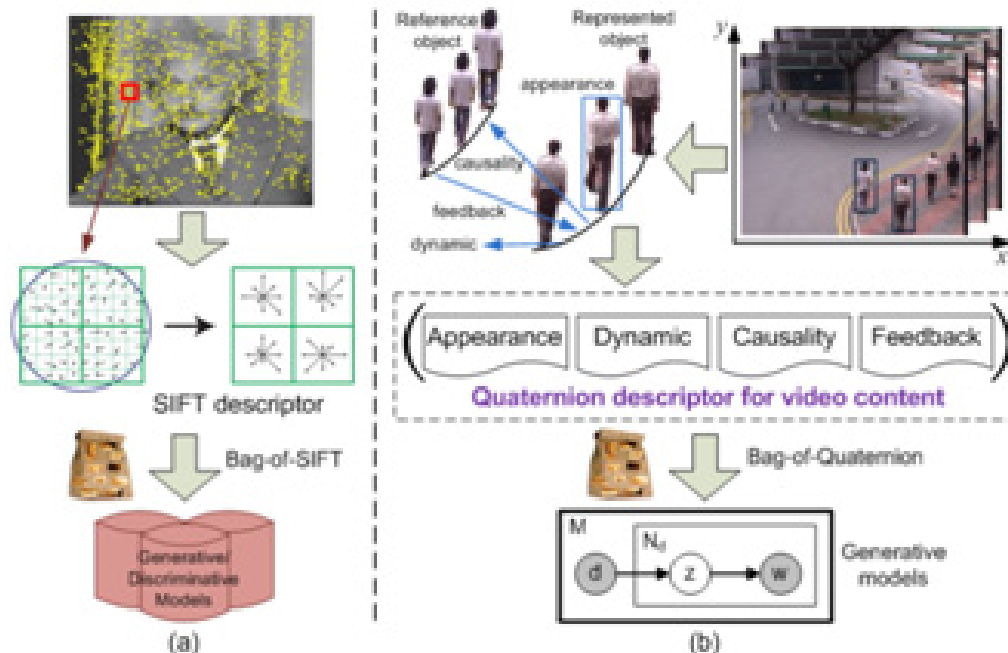 SIFT descriptor
Bag-of-SIFT
Generative/
Discriminative
Models
(a)
Reference
object
Represented
object
appearance
causality
feedback
dynamic
y
x
Appearance
Dynamic
Causality
Feedback
Quaternion descriptor for video content
Bag-of-Quaternion
M
N_d
d
z
w
Generative
models
(b)